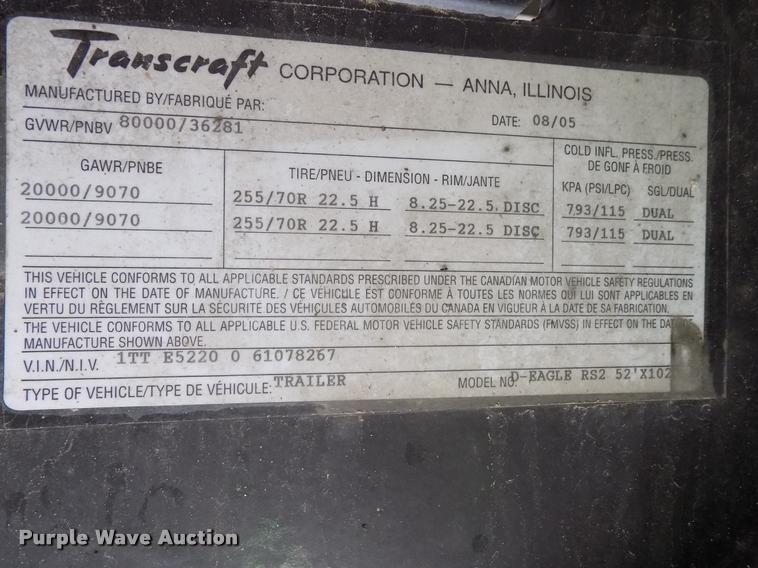 Transcraft CORPORATION — ANNA, ILLINOIS
MANUFACTURED BY/FABRIQUÉ PAR:
GVWR/PNBV 80000/36281 DATE: 08/05
GAWR/PNBE TIRE/PNEU - DIMENSION - RIM/JANTE COLD INFL. PRESS./PRESS. DE GONF À FROID
KPA (PSI/LPC) SGL/DUAL
20000/9070 255/70R 22.5 H 8.25-22.5 DISC 793/115 DUAL
20000/9070 255/70R 22.5 H 8.25-22.5 DISC 793/115 DUAL
THIS VEHICLE CONFORMS TO ALL APPLICABLE STANDARDS PRESCRIBED UNDER THE CANADIAN MOTOR VEHICLE SAFETY REGULATIONS
IN EFFECT ON THE DATE OF MANUFACTURE. / CE VÉHICULE EST CONFORME À TOUTES LES NORMES QUI LUI SONT APPLICABLES EN
VERTU DU RÈGLEMENT SUR LA SÉCURITÉ DES VÉHICULES AUTOMOBILES DU CANADA EN VIGUEUR À LA DATE DE SA FABRICATION.
THE VEHICLE CONFORMS TO ALL APPLICABLE U.S. FEDERAL MOTOR VEHICLE SAFETY STANDARDS (FMVSS) IN EFFECT ON THE DATE
MANUFACTURE SHOWN ABOVE.
V.I.N./N.I.V. 1TT E5220 0 61078267
TYPE OF VEHICLE/TYPE DE VÉHICULE: TRAILER MODEL NO. D-EAGLE RS2 52'X102
Purple Wave Auction